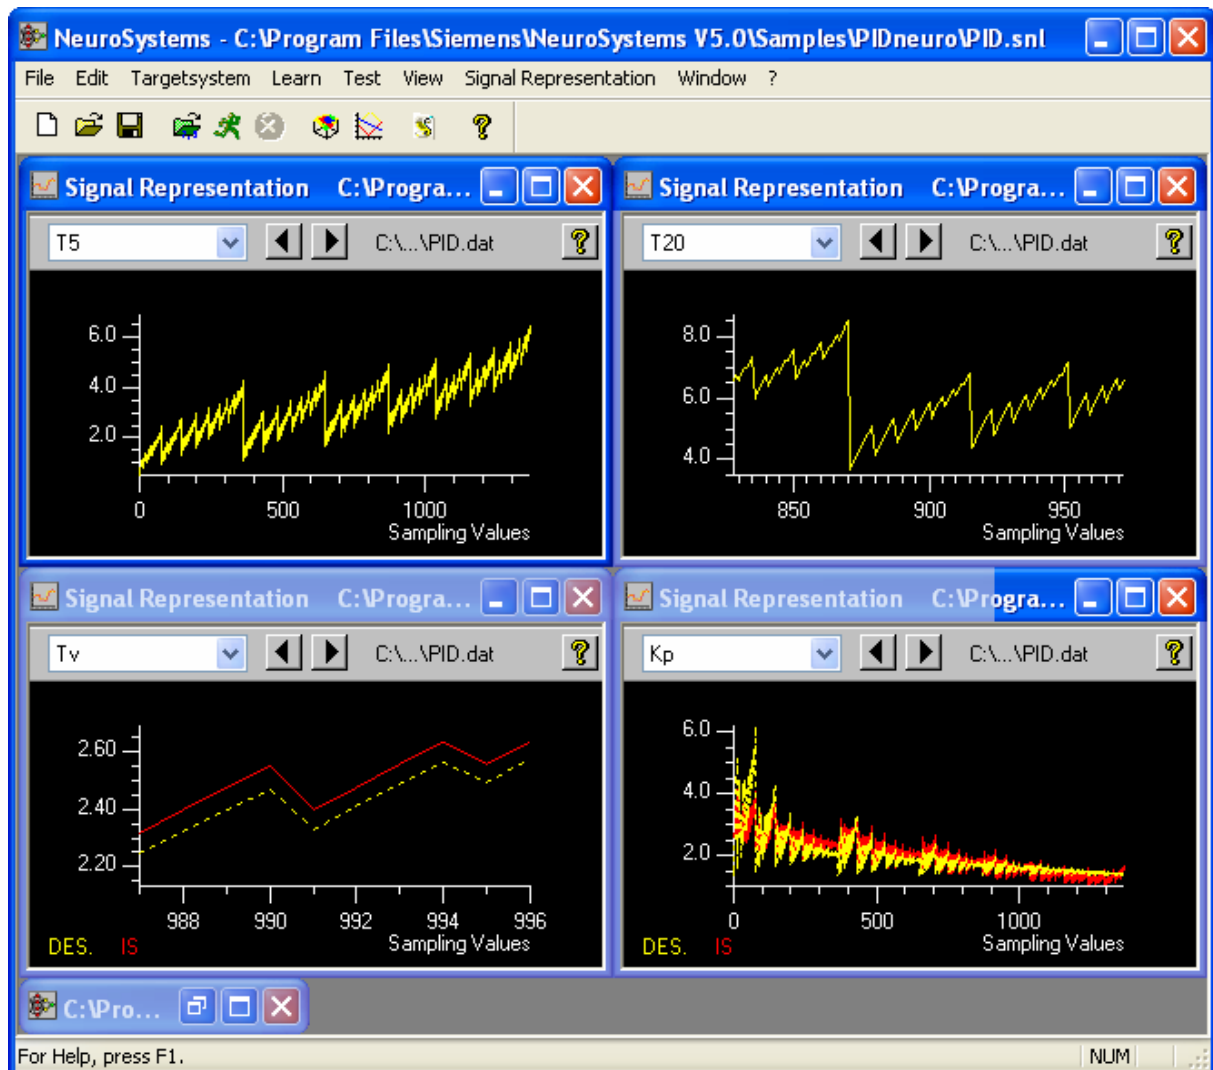 NeuroSystems - C:\Program Files\Siemens\NeuroSystems V5.0\Samples\PIDneuro\PID.snl
File Edit Targetsystem Learn Test View Signal Representation Window ?
Signal Representation C:\Progra...
T5 C:\...\PID.dat
6.0
4.0
2.0
0 500 1000
Sampling Values
Signal Representation C:\Progra...
T20 C:\...\PID.dat
8.0
6.0
4.0
850 900 950
Sampling Values
Signal Representation C:\Progra...
Tv C:\...\PID.dat
2.60
2.40
2.20
988 990 992 994 996
Sampling Values
DES. IS
Signal Representation C:\Progra...
Kp C:\...\PID.dat
6.0
4.0
2.0
0 500 1000
Sampling Values
DES. IS
C:\Pro...
For Help, press F1.
NUM